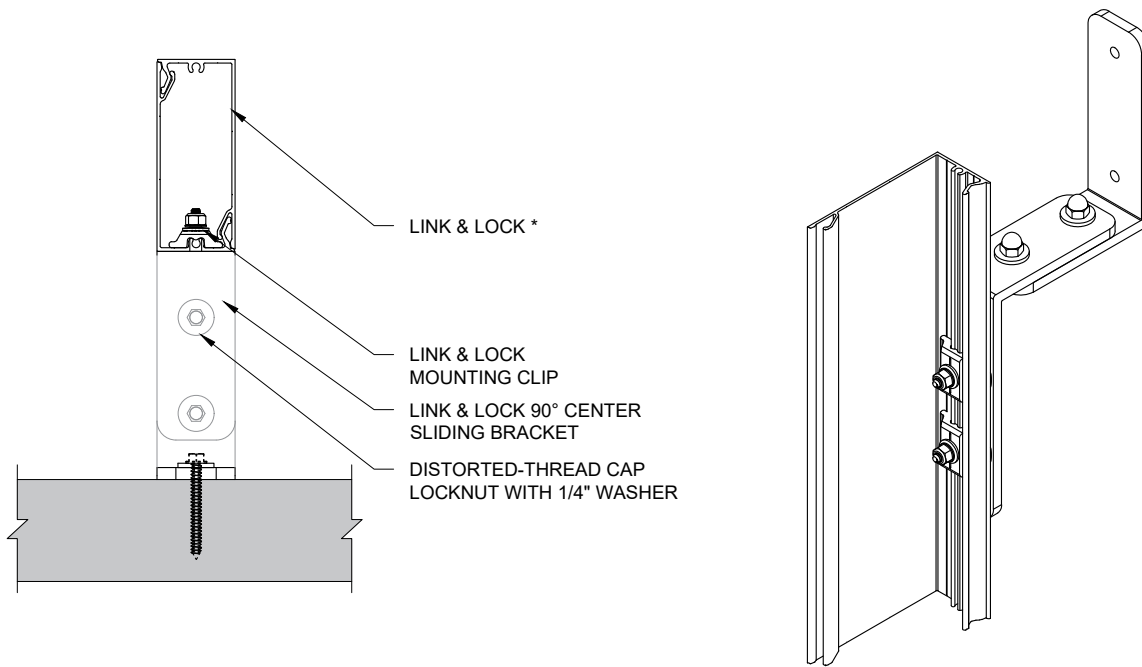 LINK & LOCK *
LINK & LOCK
MOUNTING CLIP
LINK & LOCK 90° CENTER
SLIDING BRACKET
DISTORTED-THREAD CAP
LOCKNUT WITH 1/4" WASHER